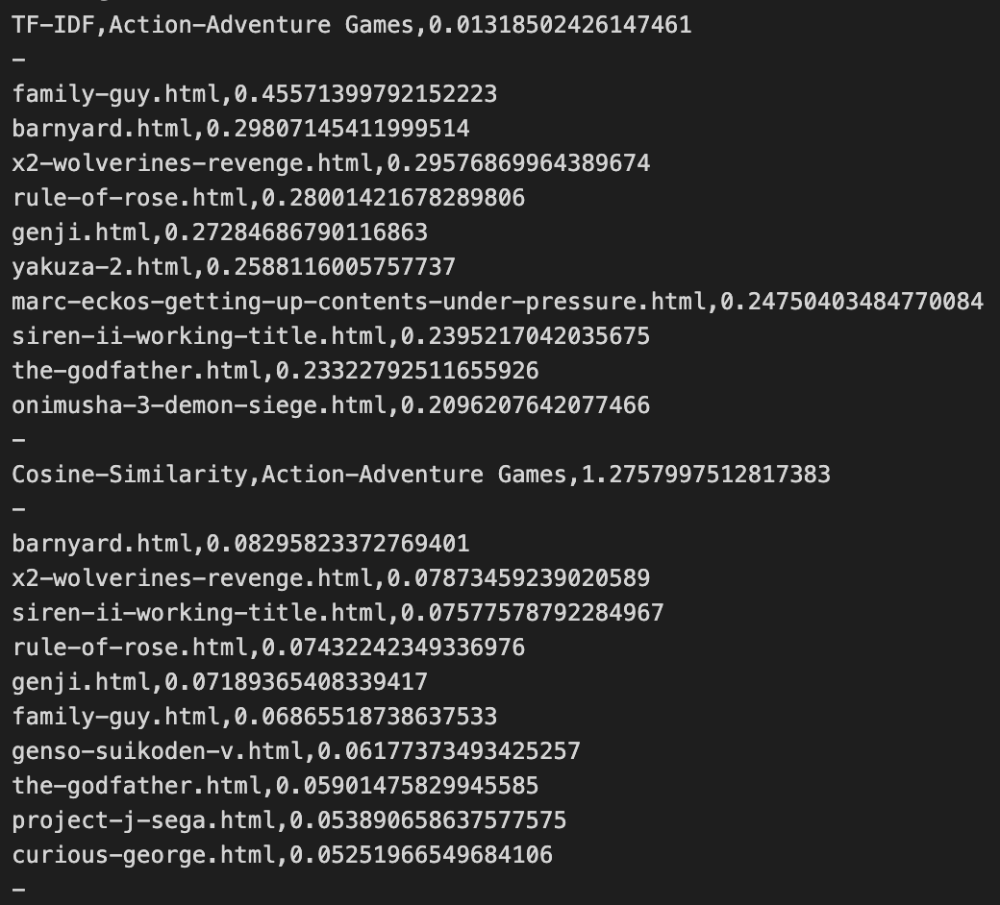 TF-IDF,Action-Adventure Games,0.01318502426147461
-
family-guy.html,0.45571399792152223
barnyard.html,0.29807145411999514
x2-wolverines-revenge.html,0.29576869964389674
rule-of-rose.html,0.28001421678289806
genji.html,0.27284686790116863
yakuza-2.html,0.2588116005757737
marc-eckos-getting-up-contents-under-pressure.html,0.24750403484770084
siren-ii-working-title.html,0.2395217042035675
the-godfather.html,0.23322792511655926
onimusha-3-demon-siege.html,0.2096207642077466
-
Cosine-Similarity,Action-Adventure Games,1.2757997512817383
-
barnyard.html,0.08295823372769401
x2-wolverines-revenge.html,0.07873459239020589
siren-ii-working-title.html,0.07577578792284967
rule-of-rose.html,0.07432242349336976
genji.html,0.07189365408339417
family-guy.html,0.06865518738637533
genso-suikoden-v.html,0.06177373493425257
the-godfather.html,0.05901475829945585
project-j-sega.html,0.053890658637577575
curious-george.html,0.05251966549684106
-